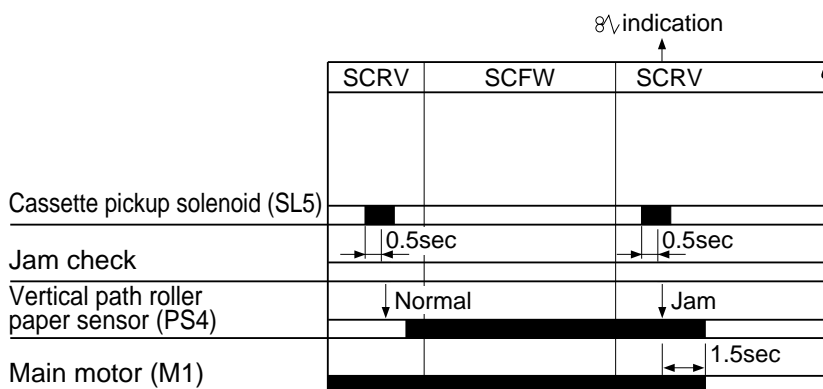 indication
SCRV SCFW SCRV
Cassette pickup solenoid (SL5)
0.5sec 0.5sec
Jam check
Vertical path roller
paper sensor (PS4)
Normal Jam
1.5sec
Main motor (M1)